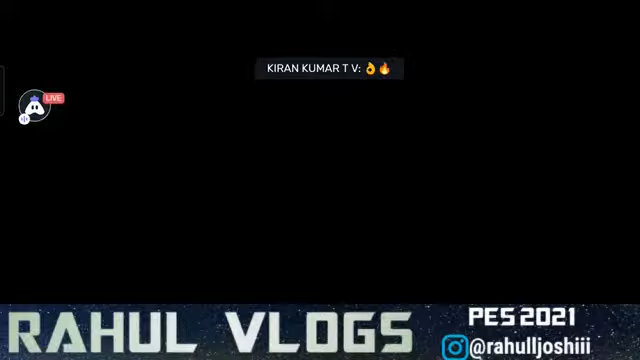 KIRAN KUMAR T V: 👌🔥
LIVE
RAHUL VLOGS
PES 2021
@rahulljoshiii